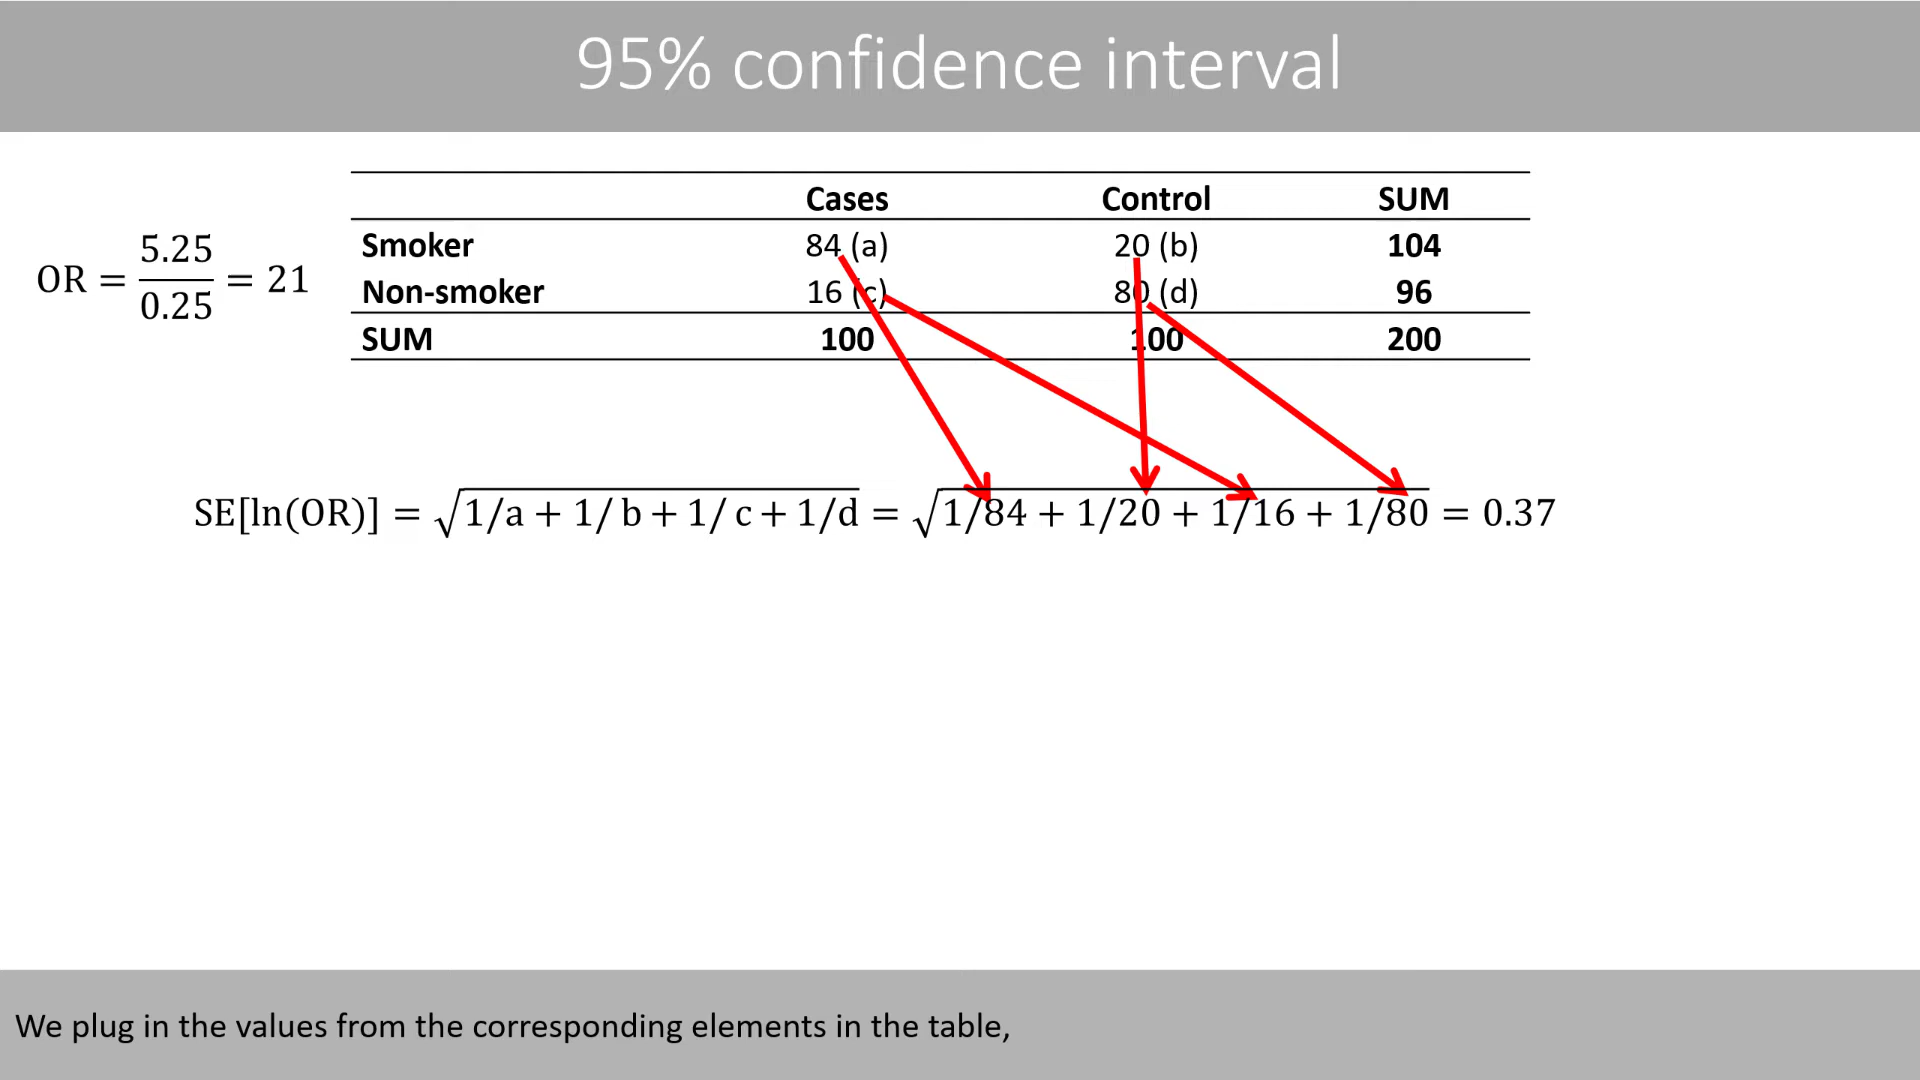 95% confidence interval
OR = 5.25/0.25 = 21
Cases Control SUM
Smoker 84 (a) 20 (b) 104
Non-smoker 16 (c) 80 (d) 96
SUM 100 100 200
SE[ln(OR)] = √1/a + 1/ b + 1/ c + 1/d = √1/84 + 1/20 + 1/16 + 1/80 = 0.37
We plug in the values from the corresponding elements in the table,